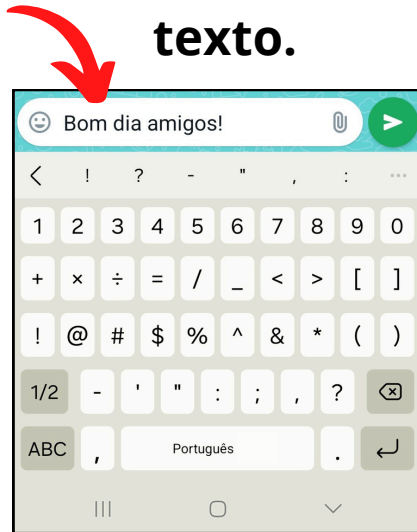 texto.
Bom dia amigos!
! ? - " , :
1 2 3 4 5 6 7 8 9 0
+ × ÷ = / _ < > [ ]
! @ # $ % ^ & * ( )
1/2 - ' " : ; , ?
ABC , Português .